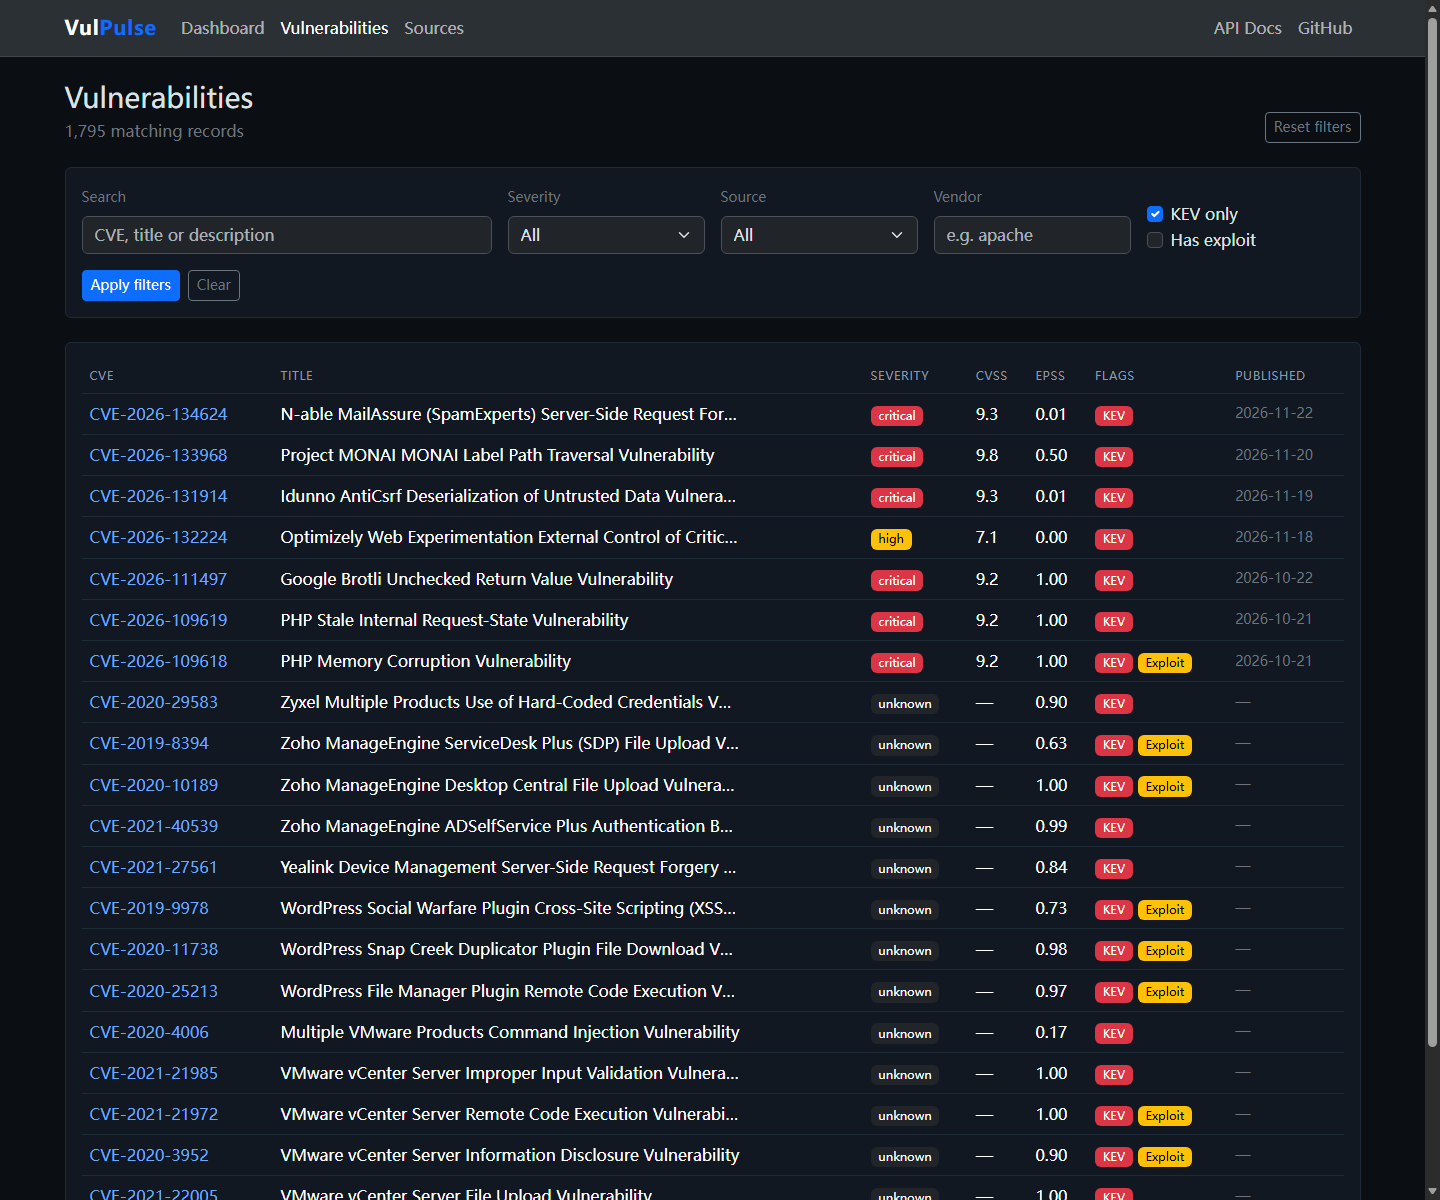 VulPulse Dashboard Vulnerabilities Sources API Docs GitHub
Vulnerabilities
1,795 matching records
Reset filters
Search Severity Source Vendor
CVE, title or description All All e.g. apache
KEV only
Has exploit
Apply filters Clear
CVE TITLE SEVERITY CVSS EPSS FLAGS PUBLISHED
CVE-2026-134624 N-able MailAssure (SpamExperts) Server-Side Request For... critical 9.3 0.01 KEV 2026-11-22
CVE-2026-133968 Project MONAI MONAI Label Path Traversal Vulnerability critical 9.8 0.50 KEV 2026-11-20
CVE-2026-131914 Idunno AntiCsrf Deserialization of Untrusted Data Vulnera... critical 9.3 0.01 KEV 2026-11-19
CVE-2026-132224 Optimizely Web Experimentation External Control of Critic... high 7.1 0.00 KEV 2026-11-18
CVE-2026-111497 Google Brotli Unchecked Return Value Vulnerability critical 9.2 1.00 KEV 2026-10-22
CVE-2026-109619 PHP Stale Internal Request-State Vulnerability critical 9.2 1.00 KEV 2026-10-21
CVE-2026-109618 PHP Memory Corruption Vulnerability critical 9.2 1.00 KEV Exploit 2026-10-21
CVE-2020-29583 Zyxel Multiple Products Use of Hard-Coded Credentials V... unknown — 0.90 KEV —
CVE-2019-8394 Zoho ManageEngine ServiceDesk Plus (SDP) File Upload V... unknown — 0.63 KEV Exploit —
CVE-2020-10189 Zoho ManageEngine Desktop Central File Upload Vulnera... unknown — 1.00 KEV Exploit —
CVE-2021-40539 Zoho ManageEngine ADSelfService Plus Authentication B... unknown — 0.99 KEV —
CVE-2021-27561 Yealink Device Management Server-Side Request Forgery ... unknown — 0.84 KEV —
CVE-2019-9978 WordPress Social Warfare Plugin Cross-Site Scripting (XSS... unknown — 0.73 KEV Exploit —
CVE-2020-11738 WordPress Snap Creek Duplicator Plugin File Download V... unknown — 0.98 KEV Exploit —
CVE-2020-25213 WordPress File Manager Plugin Remote Code Execution V... unknown — 0.97 KEV Exploit —
CVE-2020-4006 Multiple VMware Products Command Injection Vulnerability unknown — 0.17 KEV —
CVE-2021-21985 VMware vCenter Server Improper Input Validation Vulnera... unknown — 1.00 KEV —
CVE-2021-21972 VMware vCenter Server Remote Code Execution Vulnerabi... unknown — 1.00 KEV Exploit —
CVE-2020-3952 VMware vCenter Server Information Disclosure Vulnerability unknown — 0.90 KEV Exploit —
CVE-2021-22005 VMware vCenter Server File Upload Vulnerability unknown — 1.00 KEV